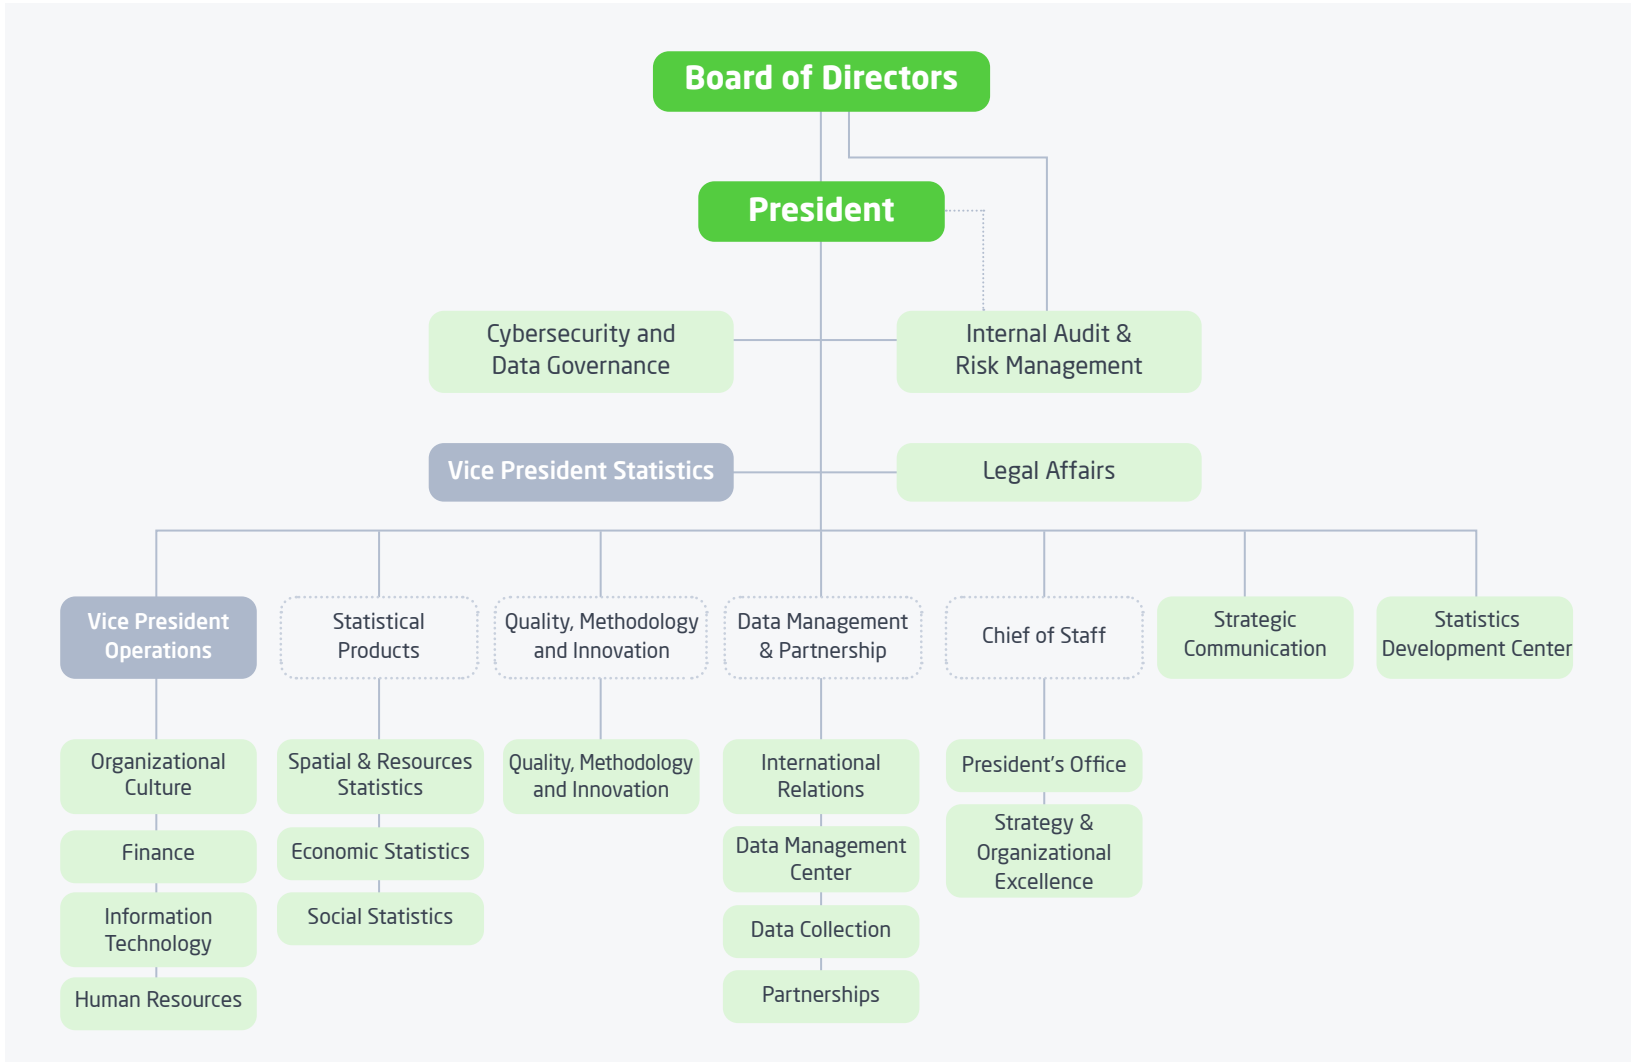 Board of Directors
President
Cybersecurity and
Data Governance
Internal Audit &
Risk Management
Vice President Statistics
Legal Affairs
Vice President
Operations
Statistical
Products
Quality, Methodology
and Innovation
Data Management
& Partnership
Chief of Staff
Strategic
Communication
Statistics
Development Center
Organizational
Culture
Finance
Information
Technology
Human Resources
Spatial & Resources
Statistics
Economic Statistics
Social Statistics
Quality, Methodology
and Innovation
International
Relations
Data Management
Center
Data Collection
Partnerships
President's Office
Strategy &
Organizational
Excellence